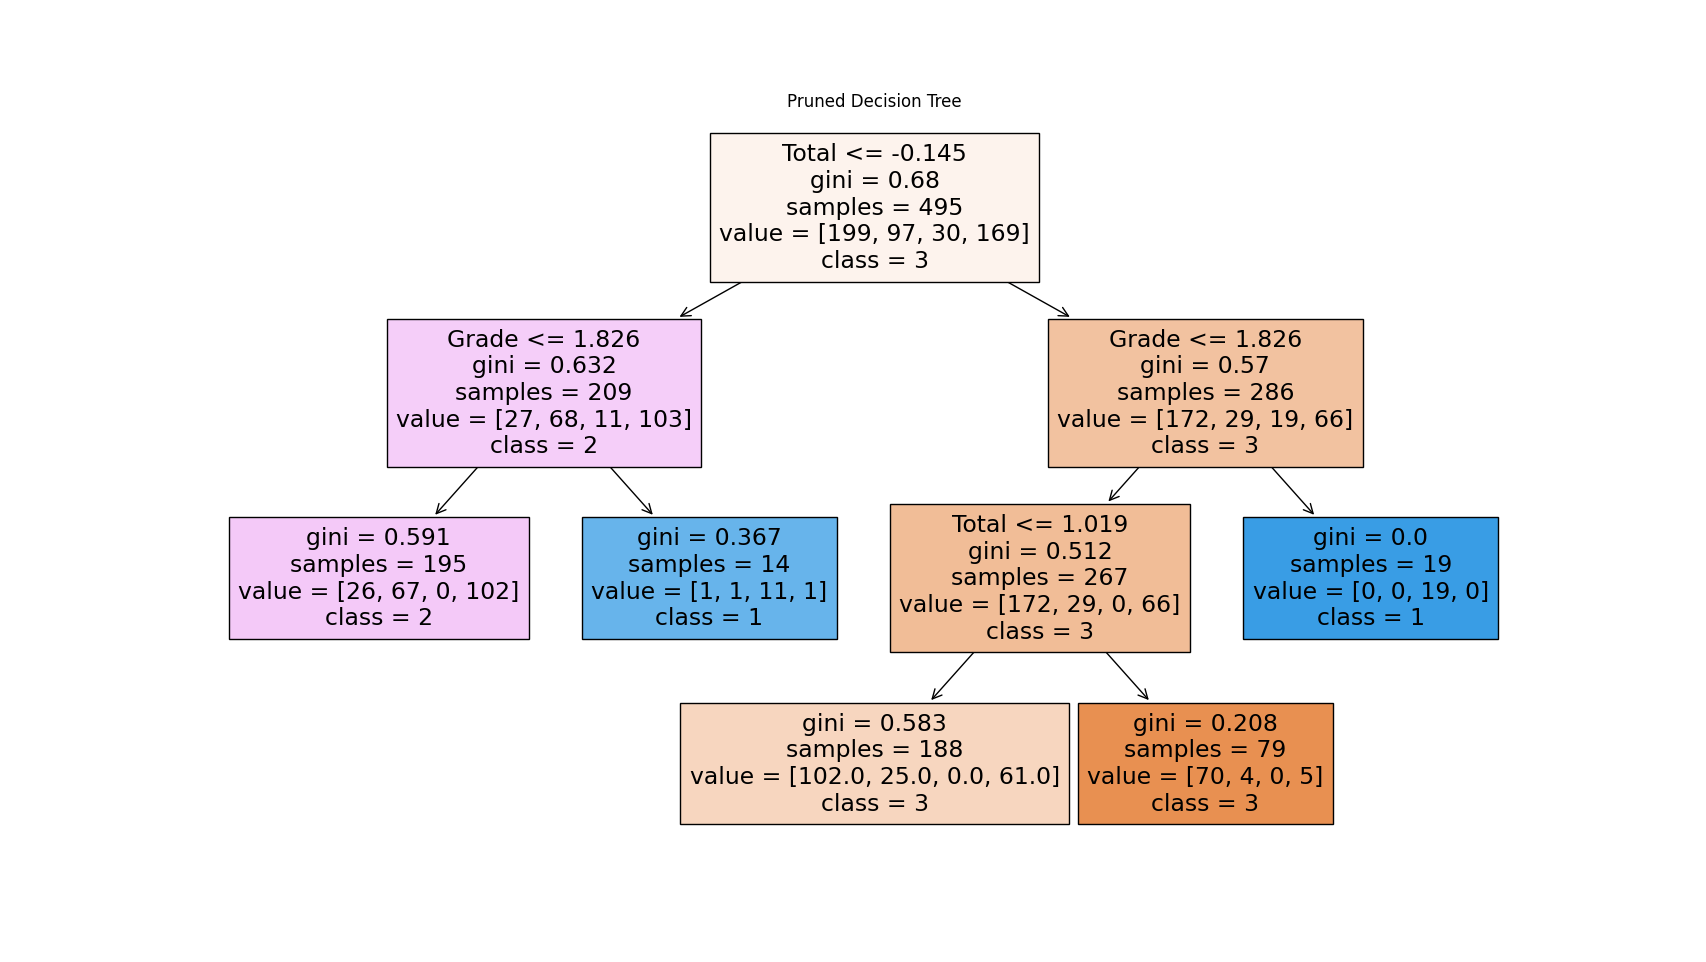 Pruned Decision Tree
Total <= -0.145
gini = 0.68
samples = 495
value = [199, 97, 30, 169]
class = 3
Grade <= 1.826
gini = 0.632
samples = 209
value = [27, 68, 11, 103]
class = 2
Grade <= 1.826
gini = 0.57
samples = 286
value = [172, 29, 19, 66]
class = 3
gini = 0.591
samples = 195
value = [26, 67, 0, 102]
class = 2
gini = 0.367
samples = 14
value = [1, 1, 11, 1]
class = 1
Total <= 1.019
gini = 0.512
samples = 267
value = [172, 29, 0, 66]
class = 3
gini = 0.0
samples = 19
value = [0, 0, 19, 0]
class = 1
gini = 0.583
samples = 188
value = [102.0, 25.0, 0.0, 61.0]
class = 3
gini = 0.208
samples = 79
value = [70, 4, 0, 5]
class = 3